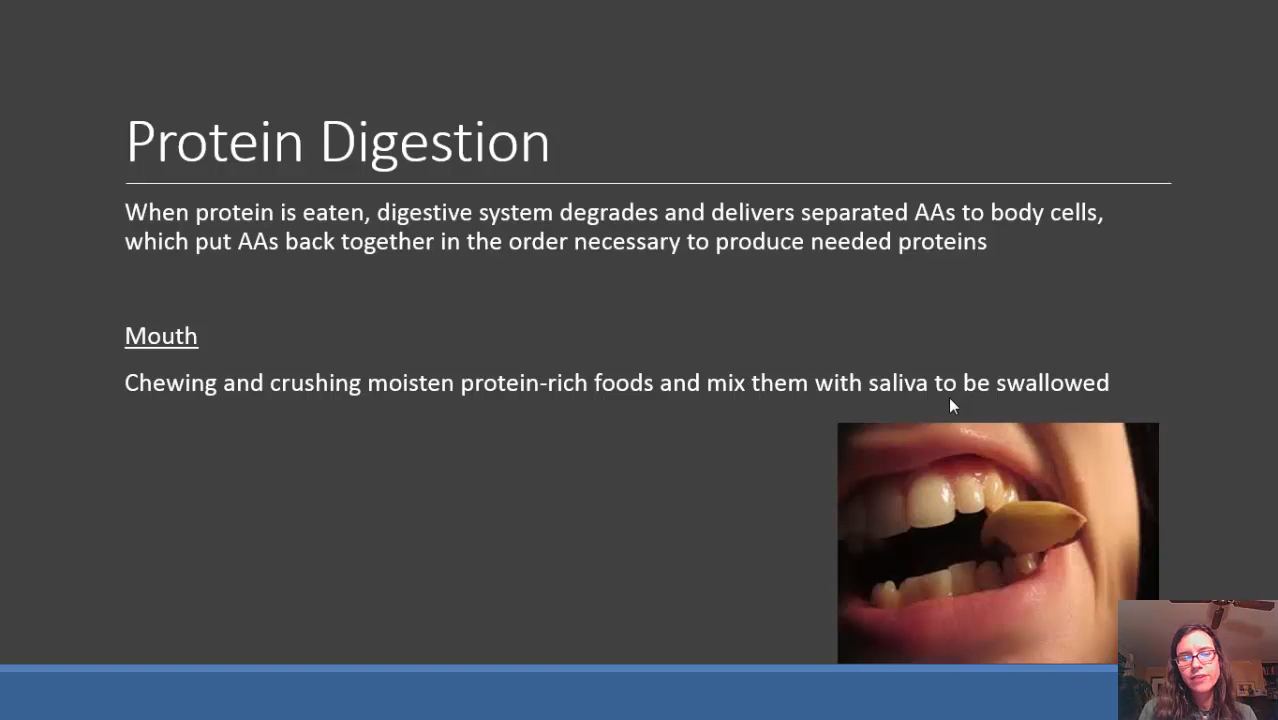 Protein Digestion
When protein is eaten, digestive system degrades and delivers separated AAs to body cells,
which put AAs back together in the order necessary to produce needed proteins
Mouth
Chewing and crushing moisten protein-rich foods and mix them with saliva to be swallowed